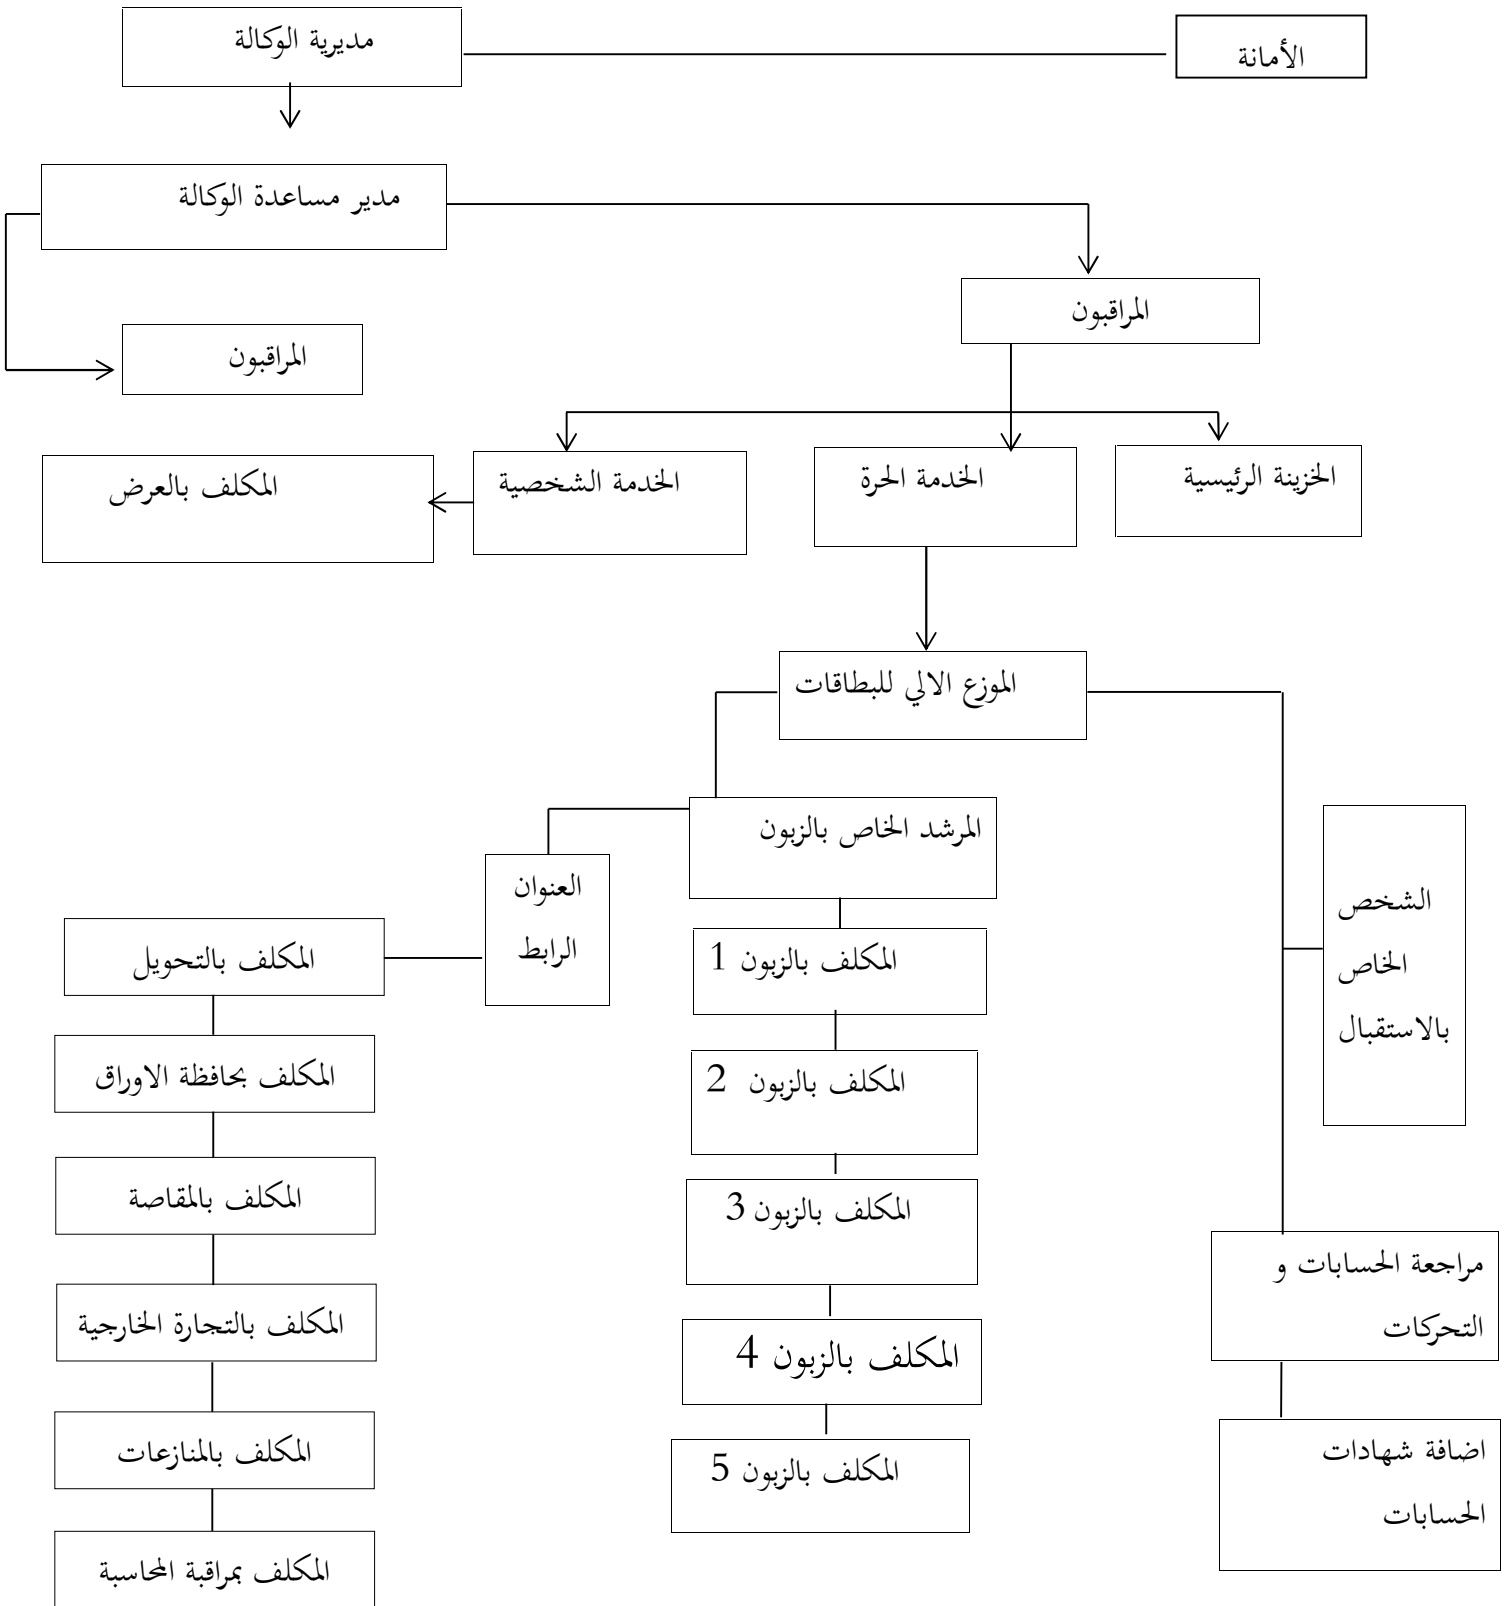 الأمانة
مديرية الوكالة
مدير مساعدة الوكالة
المراقبون
المراقبون
الخزينة الرئيسية
الخدمة الحرة
الخدمة الشخصية
المكلف بالعرض
الموزع الالي للبطاقات
المرشد الخاص بالزبون
الشخص
الخاص
بالاستقبال
العنوان
الرابط
المكلف بالزبون 1
المكلف بالتحويل
المكلف بالزبون 2
المكلف بحافظة الاوراق
المكلف بالزبون 3
المكلف بالمقاصة
مراجعة الحسابات و
التحركات
المكلف بالزبون 4
المكلف بالتجارة الخارجية
اضافة شهادات
الحسابات
المكلف بالزبون 5
المكلف بالمنازعات
المكلف بمراقبة المحاسبة